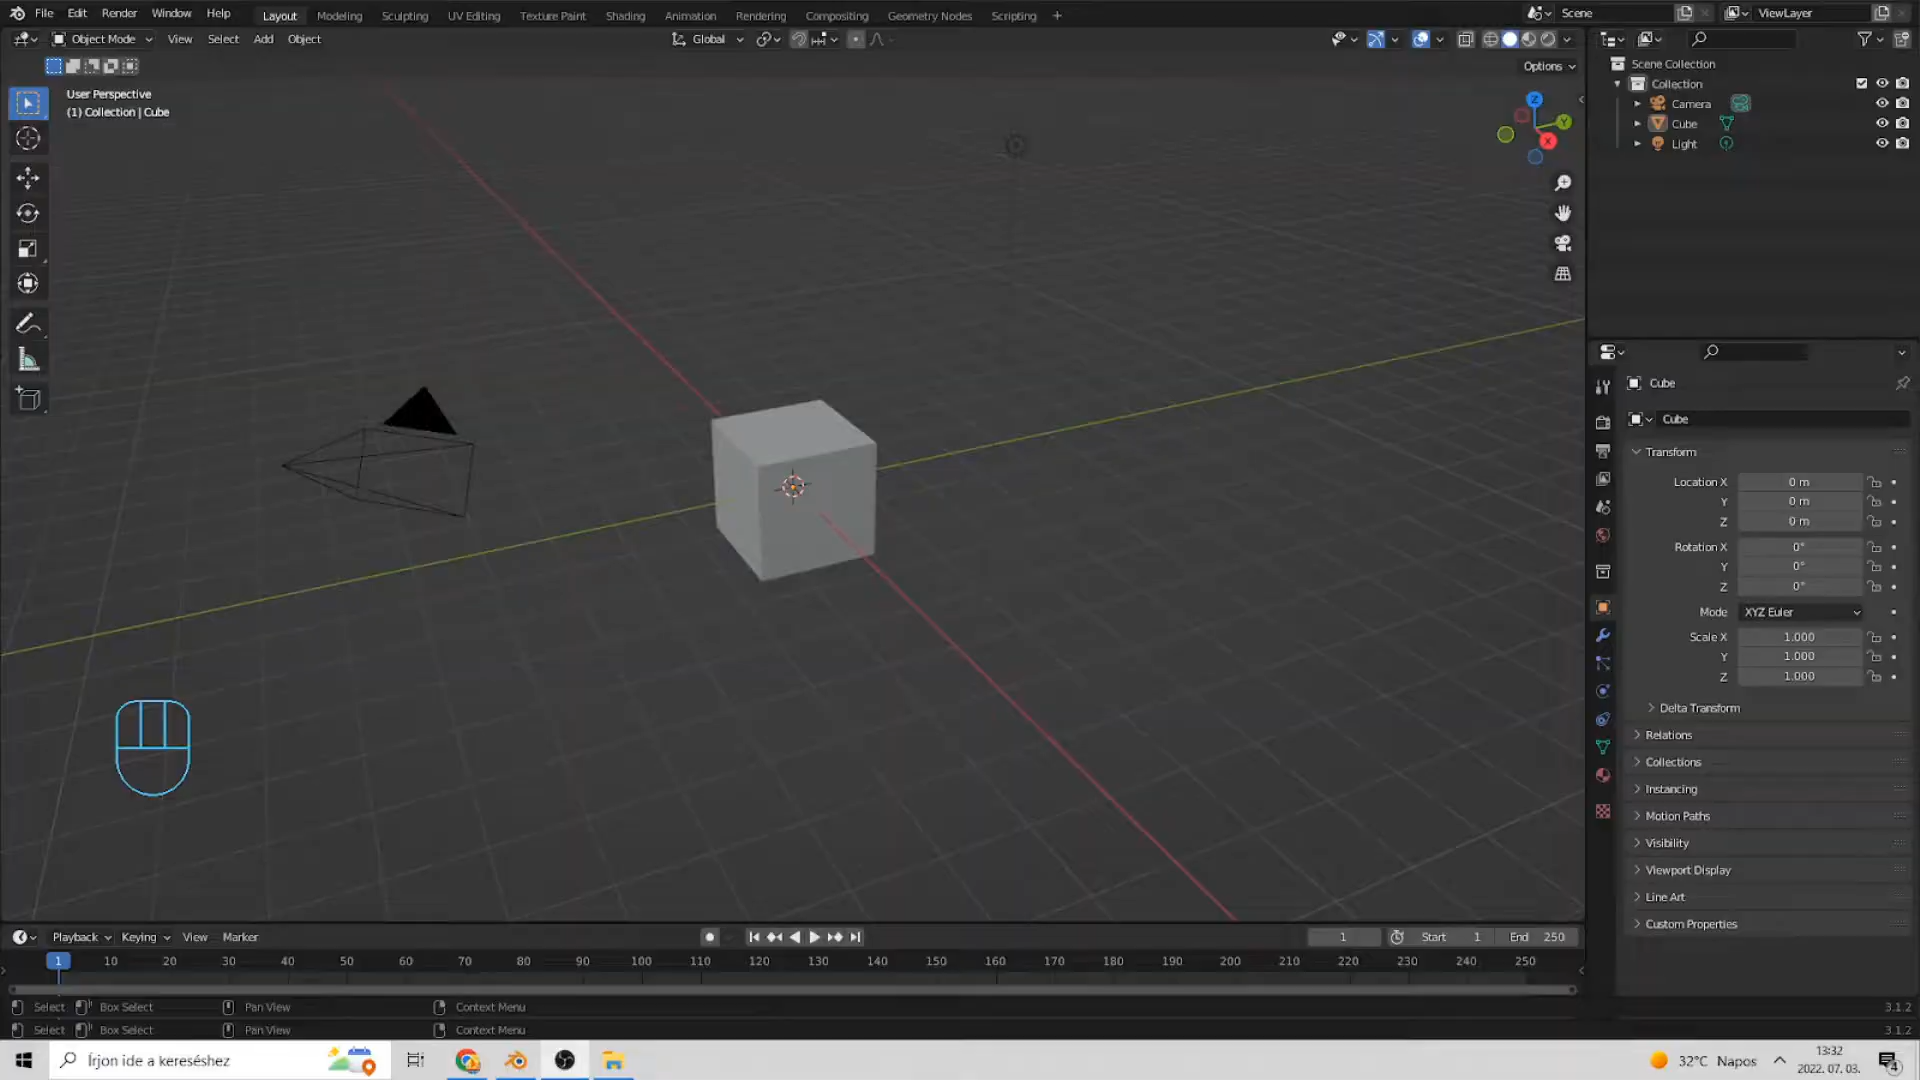 File Edit Render Window Help Layout Modeling Sculpting UV Editing Texture Paint Shading Animation Rendering Compositing Geometry Nodes Scripting + Scene ViewLayer
Object Mode View Select Add Object Global
Options
User Perspective
(1) Collection | Cube
Z
Y
X
Scene Collection
Collection
Camera
Cube
Light
Cube
Cube
Transform
Location X 0 m
Y 0 m
Z 0 m
Rotation X 0°
Y 0°
Z 0°
Mode XYZ Euler
Scale X 1.000
Y 1.000
Z 1.000
Delta Transform
Relations
Collections
Instancing
Motion Paths
Visibility
Viewport Display
Line Art
Custom Properties
Playback Keying View Marker 1 Start 1 End 250
1 10 20 30 40 50 60 70 80 90 100 110 120 130 140 150 160 170 180 190 200 210 220 230 240 250
Select Box Select Pan View Context Menu 3.1.2
Select Box Select Pan View Context Menu 3.1.2
Írjon ide a kereséshez 32°C Napos 13:32
2022. 07. 03. 4